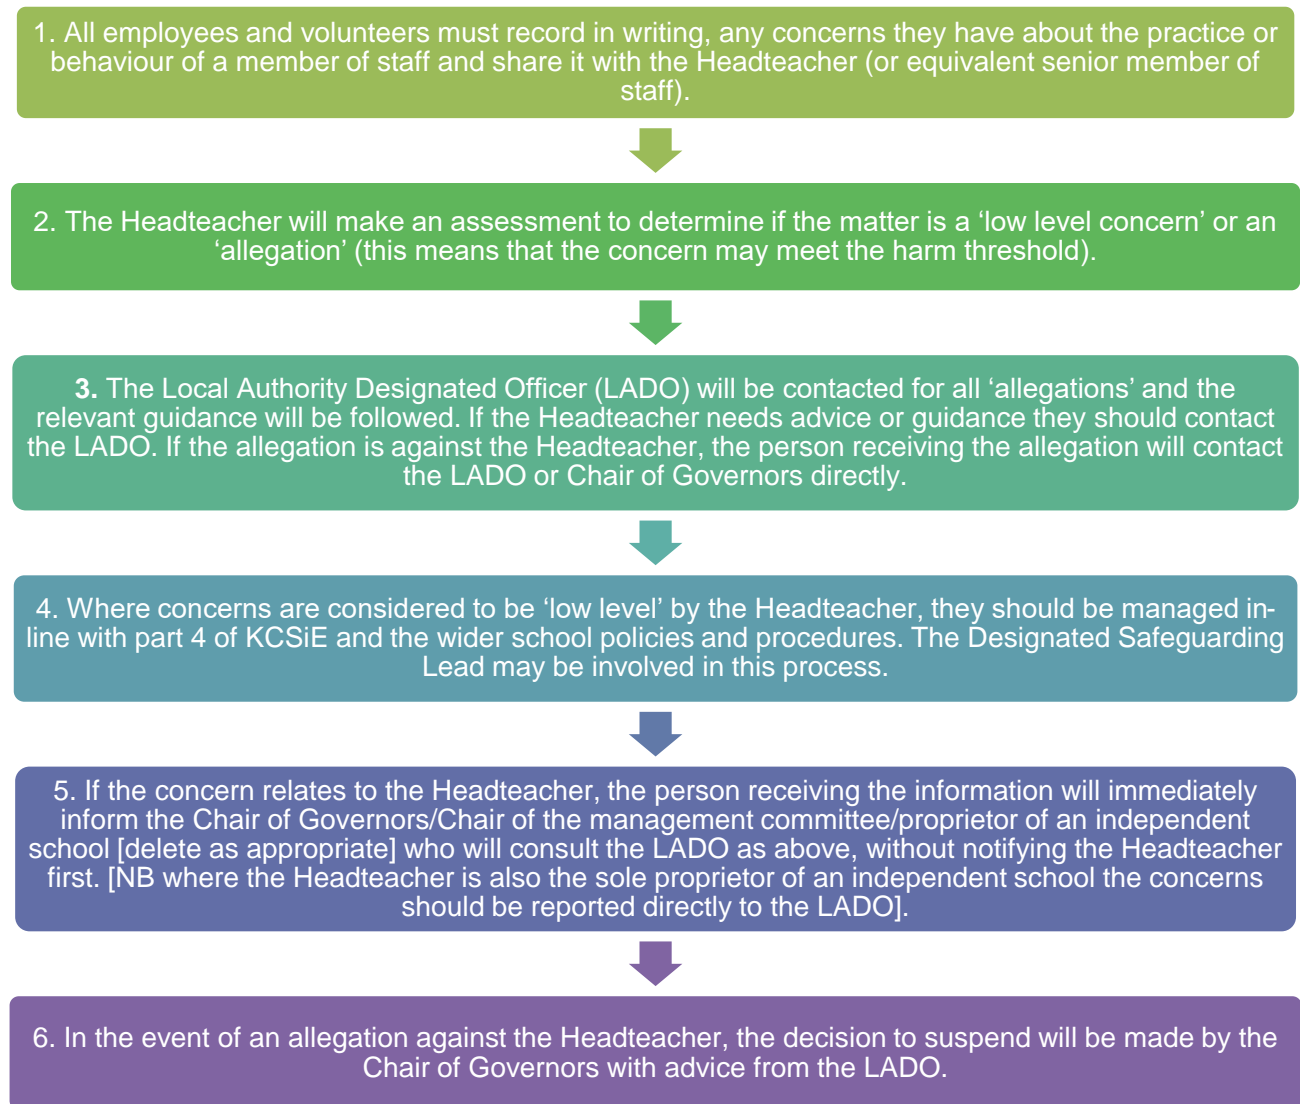 1. All employees and volunteers must record in writing, any concerns they have about the practice or
behaviour of a member of staff and share it with the Headteacher (or equivalent senior member of
staff).
2. The Headteacher will make an assessment to determine if the matter is a ‘low level concern’ or an
‘allegation’ (this means that the concern may meet the harm threshold).
3. The Local Authority Designated Officer (LADO) will be contacted for all ‘allegations’ and the
relevant guidance will be followed. If the Headteacher needs advice or guidance they should contact
the LADO. If the allegation is against the Headteacher, the person receiving the allegation will contact
the LADO or Chair of Governors directly.
4. Where concerns are considered to be ‘low level’ by the Headteacher, they should be managed in-
line with part 4 of KCSiE and the wider school policies and procedures. The Designated Safeguarding
Lead may be involved in this process.
5. If the concern relates to the Headteacher, the person receiving the information will immediately
inform the Chair of Governors/Chair of the management committee/proprietor of an independent
school [delete as appropriate] who will consult the LADO as above, without notifying the Headteacher
first. [NB where the Headteacher is also the sole proprietor of an independent school the concerns
should be reported directly to the LADO].
6. In the event of an allegation against the Headteacher, the decision to suspend will be made by the
Chair of Governors with advice from the LADO.